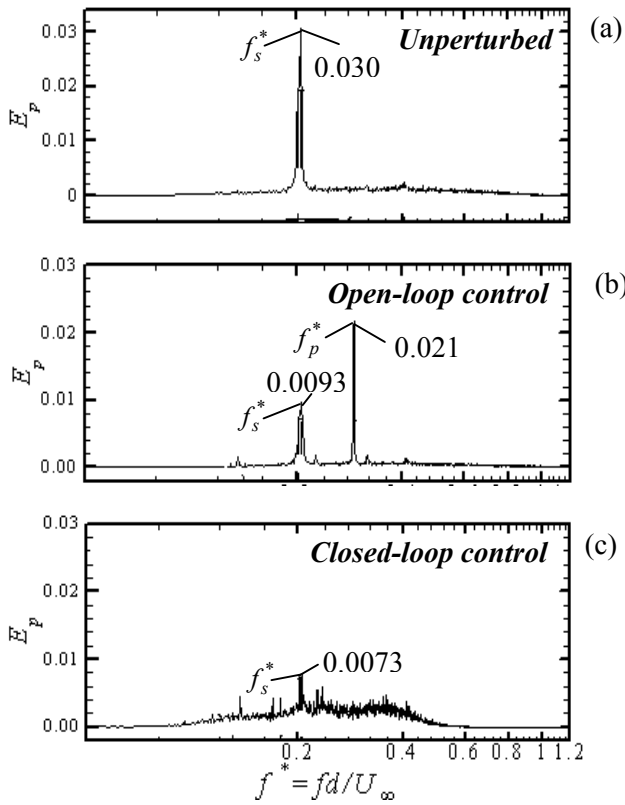 (a)
Unperturbed
0.03
f_s^*
0.030
0.02
E_p
0.01
0
(b)
0.03
Open-loop control
f_p^*
0.02
0.021
E_p
0.0093
0.01
f_s^*
0.00
(c)
0.03
Closed-loop control
0.02
E_p
0.01
f_s^*
0.0073
0.00
0.2 0.4 0.6 0.8 1 1.2
f^* = fd/U_∞